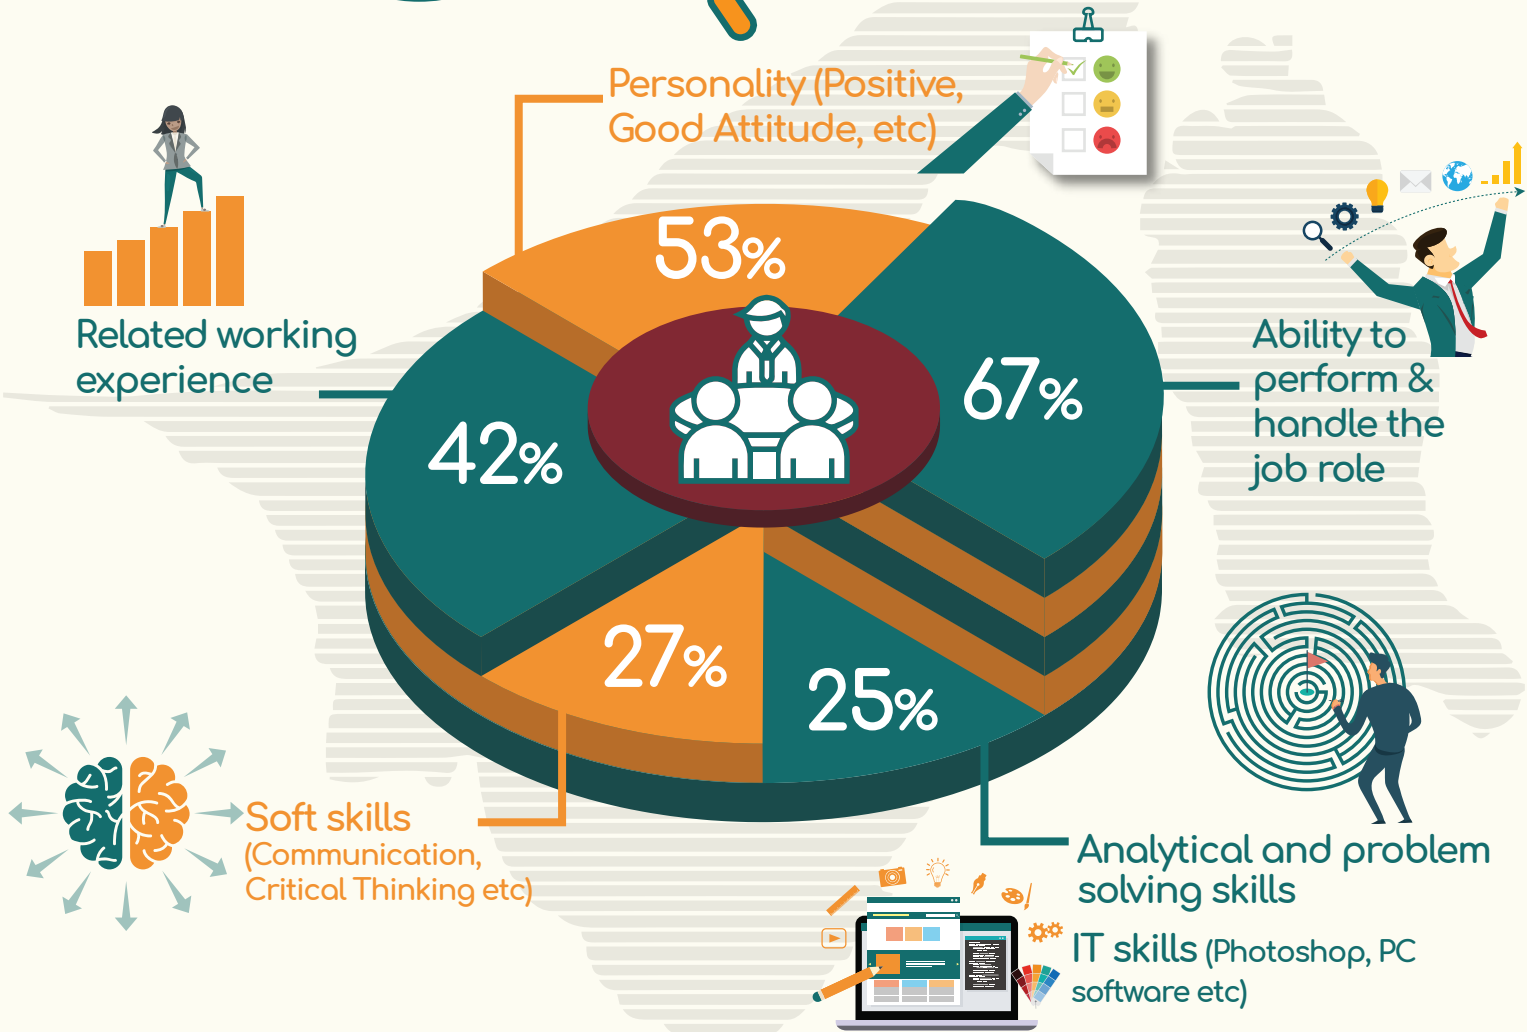 Personality (Positive,
Good Attitude, etc)
53%
Related working
experience
42%
67%
Ability to
perform &
handle the
job role
27%
25%
Soft skills
(Communication,
Critical Thinking etc)
Analytical and problem
solving skills
IT skills (Photoshop, PC
software etc)